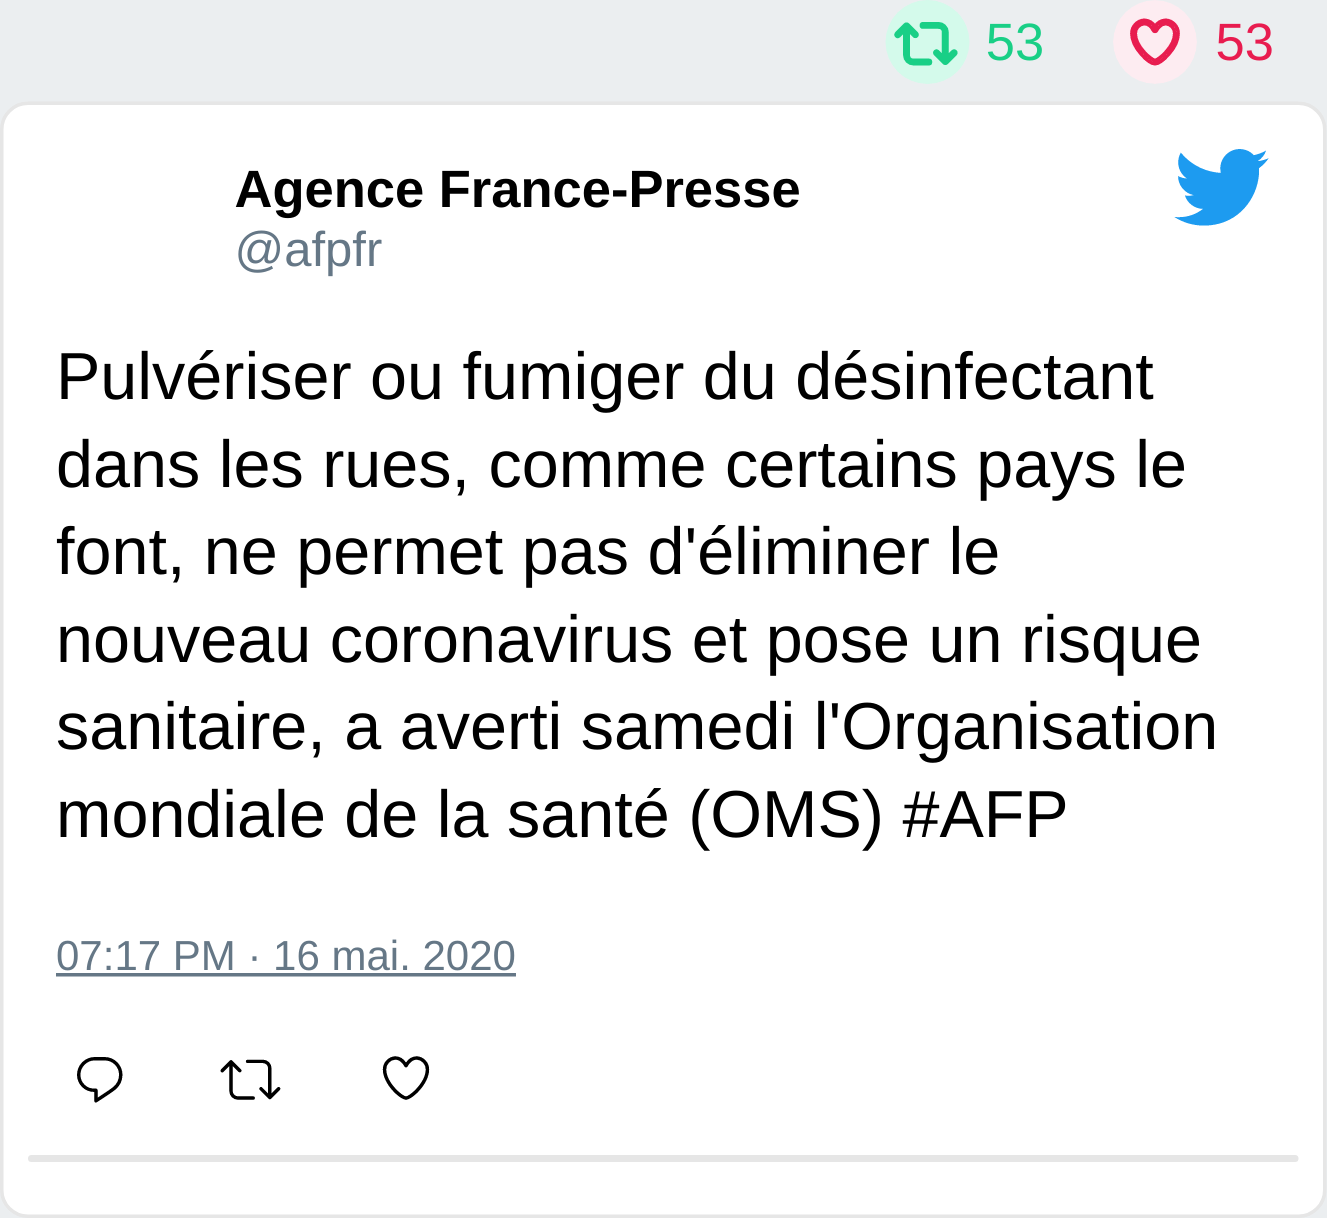 53 53
Agence France-Presse
@afpfr
Pulvériser ou fumiger du désinfectant
dans les rues, comme certains pays le
font, ne permet pas d'éliminer le
nouveau coronavirus et pose un risque
sanitaire, a averti samedi l'Organisation
mondiale de la santé (OMS) #AFP
07:17 PM · 16 mai. 2020